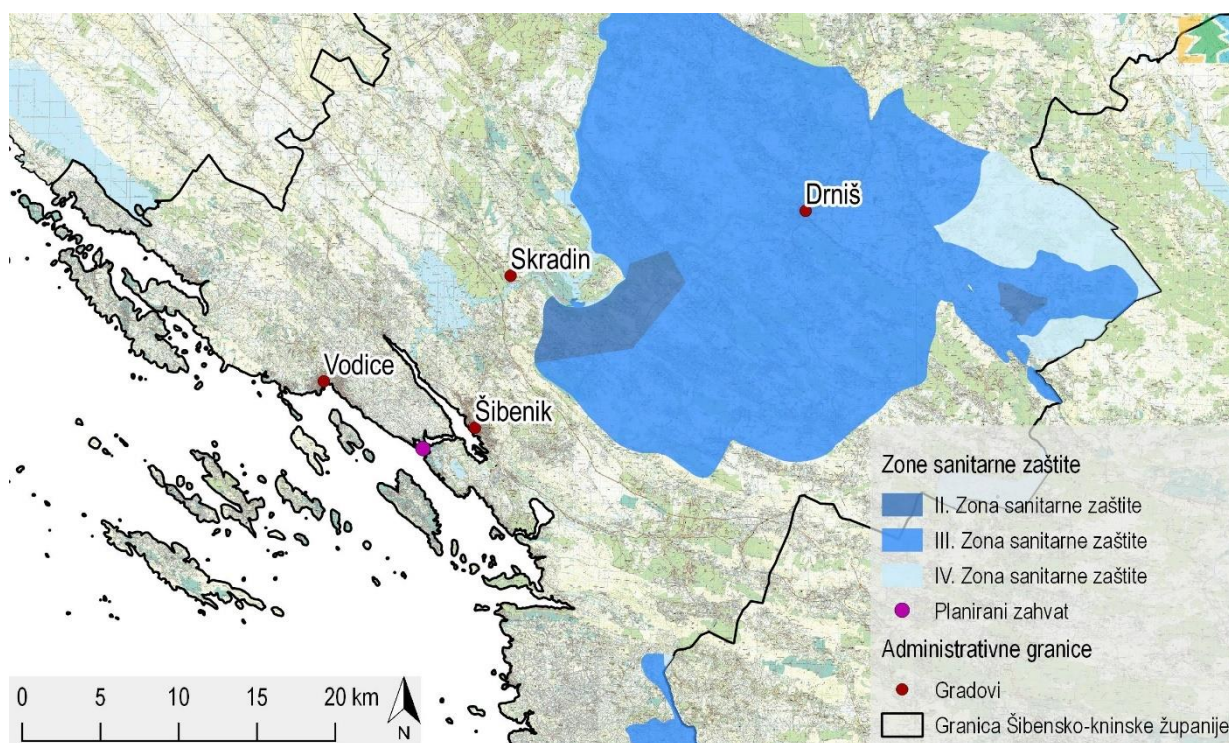 Drniš
Skradin
Vodice
Šibenik
Zone sanitarne zaštite
II. Zona sanitarne zaštite
III. Zona sanitarne zaštite
IV. Zona sanitarne zaštite
Planirani zahvat
Administrativne granice
Gradovi
Granica Šibensko-kninske županije
0 5 10 15 20 km
N